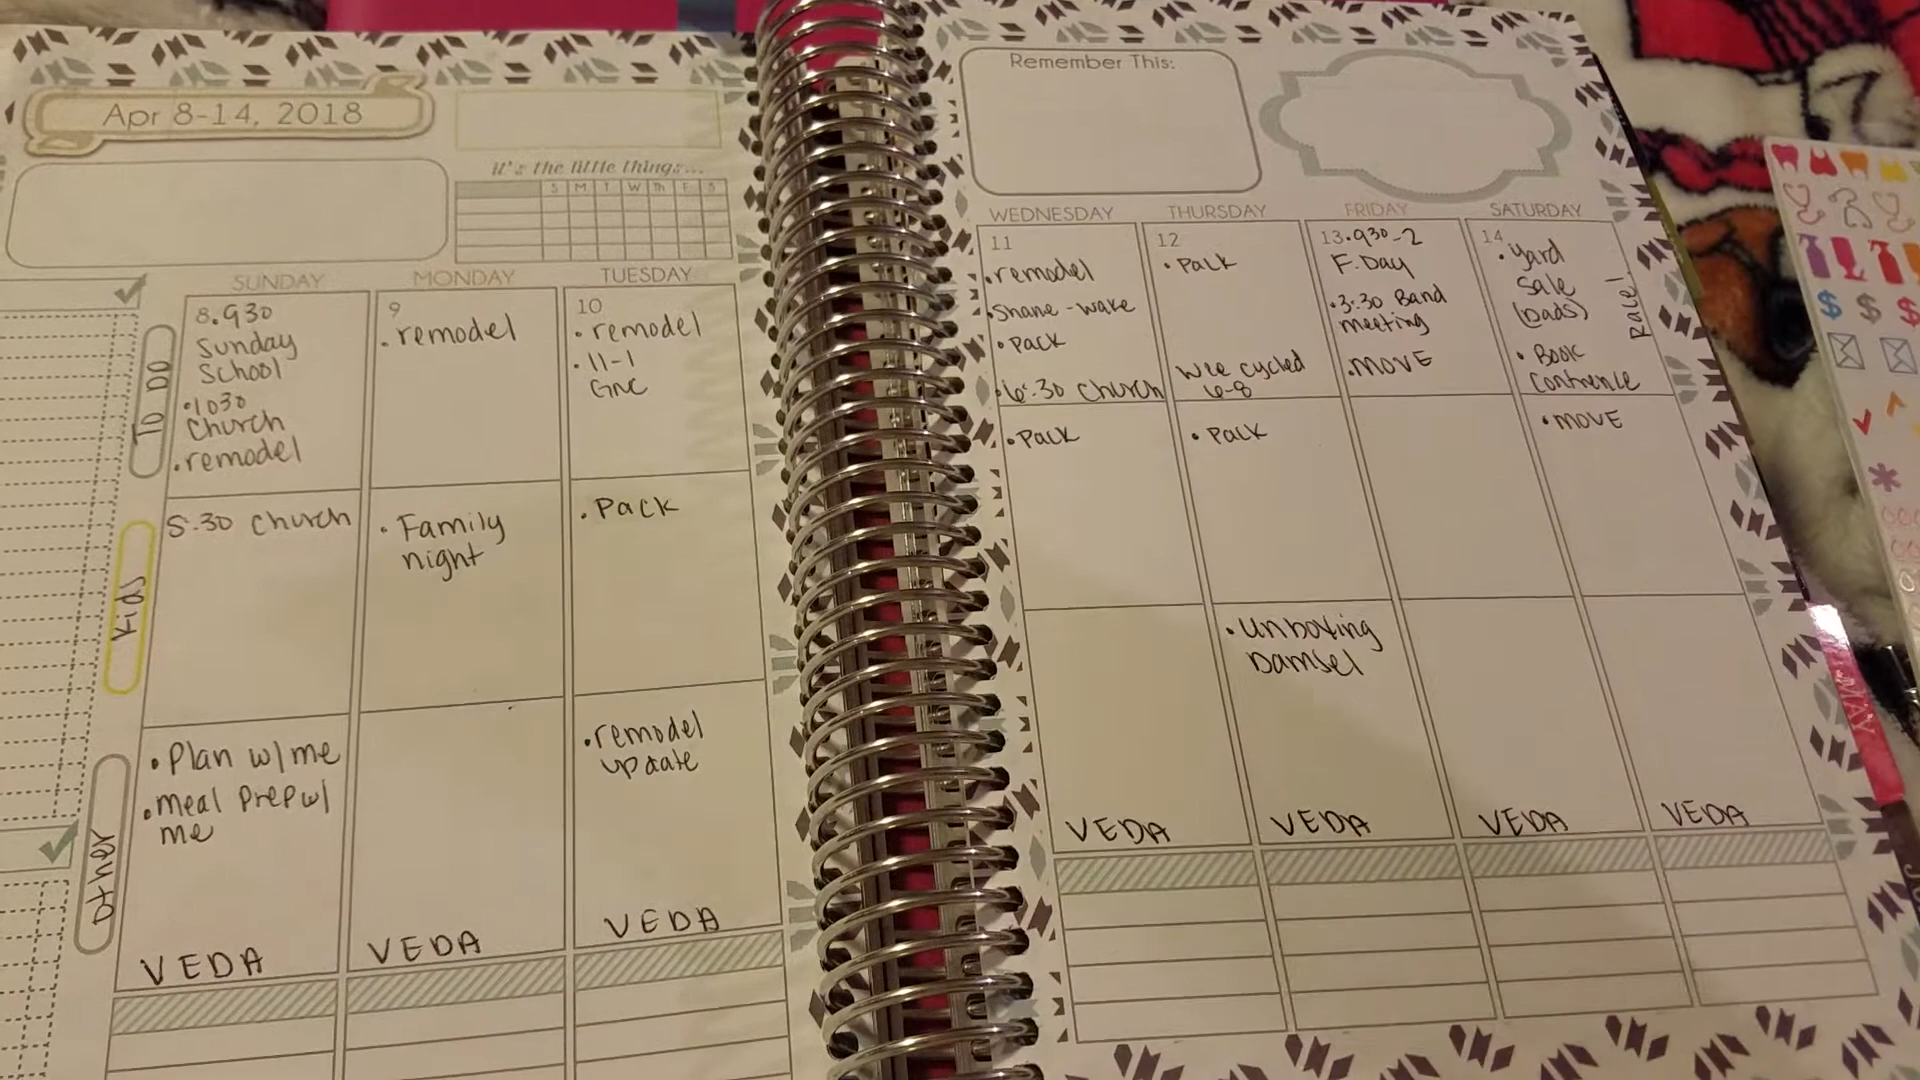 Apr 8-14, 2018
it's the little things...
S M T W Th F S
SUNDAY
MONDAY
TUESDAY
TO DO
8 .930
Sunday
School
•1030
Church
.remodel
9
.remodel
10
• remodel
• 11-1
GNC
Kids
5:30 Church
• Family
night
. Pack
Other
• Plan w/ me
•meal Prep w/
me
VEDA
VEDA
•remodel
update
VEDA
Remember This:
WEDNESDAY
THURSDAY
FRIDAY
SATURDAY
11
•remodel
•Shane - wake
• Pack
•6:30 Church
12
• Pack
Wee cycled
6-8
13 •930-2
F. Day
•3:30 Band
meeting
.MOVE
14
• Yard
Sale
(Dads)
• Book
Confrence
Race!
• Pack
• Pack
•MOVE
VEDA
•unboxing
Damsel
VEDA
VEDA
VEDA
MAY